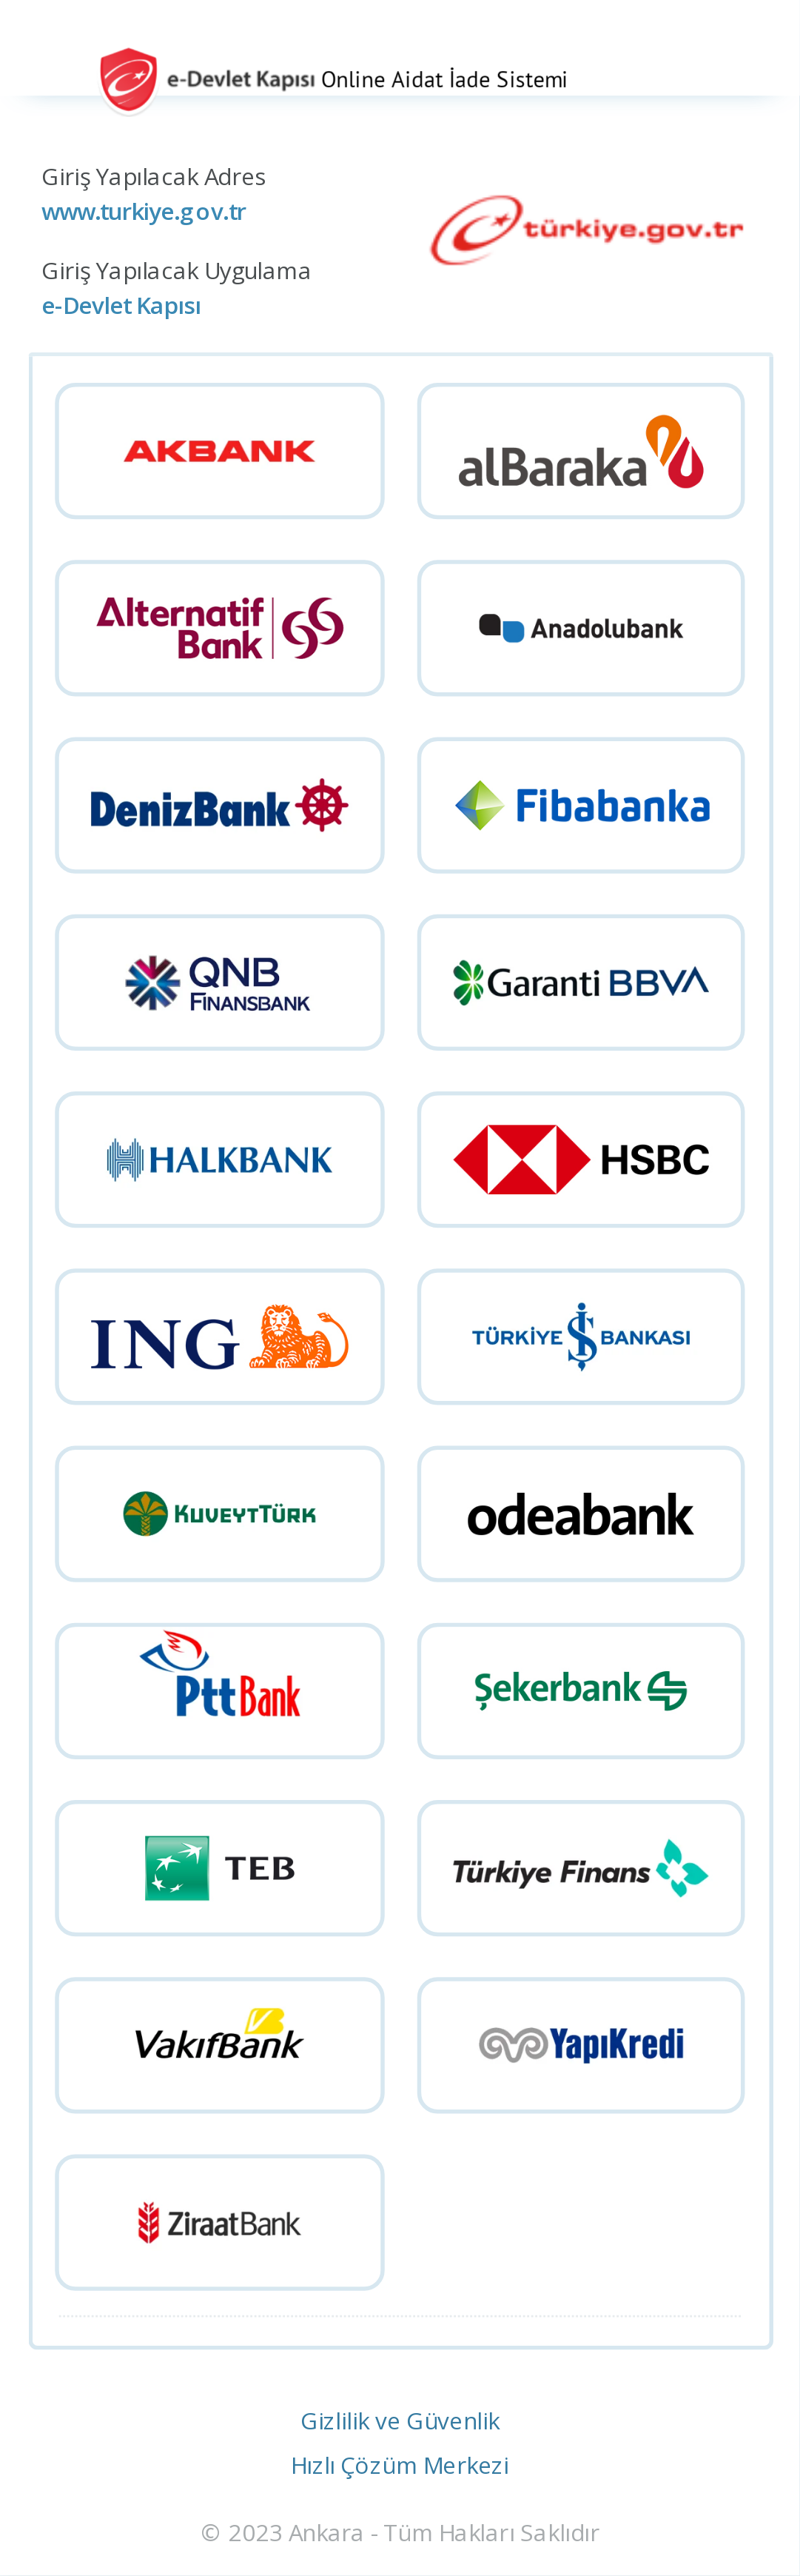 e-Devlet Kapısı Online Aidat İade Sistemi
Giriş Yapılacak Adres
www.turkiye.gov.tr
türkiye.gov.tr
Giriş Yapılacak Uygulama
e-Devlet Kapısı
AKBANK
alBaraka
Alternatif
Bank
Anadolubank
DenizBank
Fibabanka
QNB
FİNANSBANK
Garanti BBVA
HALKBANK
HSBC
ING
TÜRKİYE İŞ BANKASI
KUVEYTTÜRK
odeabank
PttBank
Şekerbank
TEB
Türkiye Finans
VakıfBank
YapıKredi
ZiraatBank
Gizlilik ve Güvenlik
Hızlı Çözüm Merkezi
© 2023 Ankara - Tüm Hakları Saklıdır